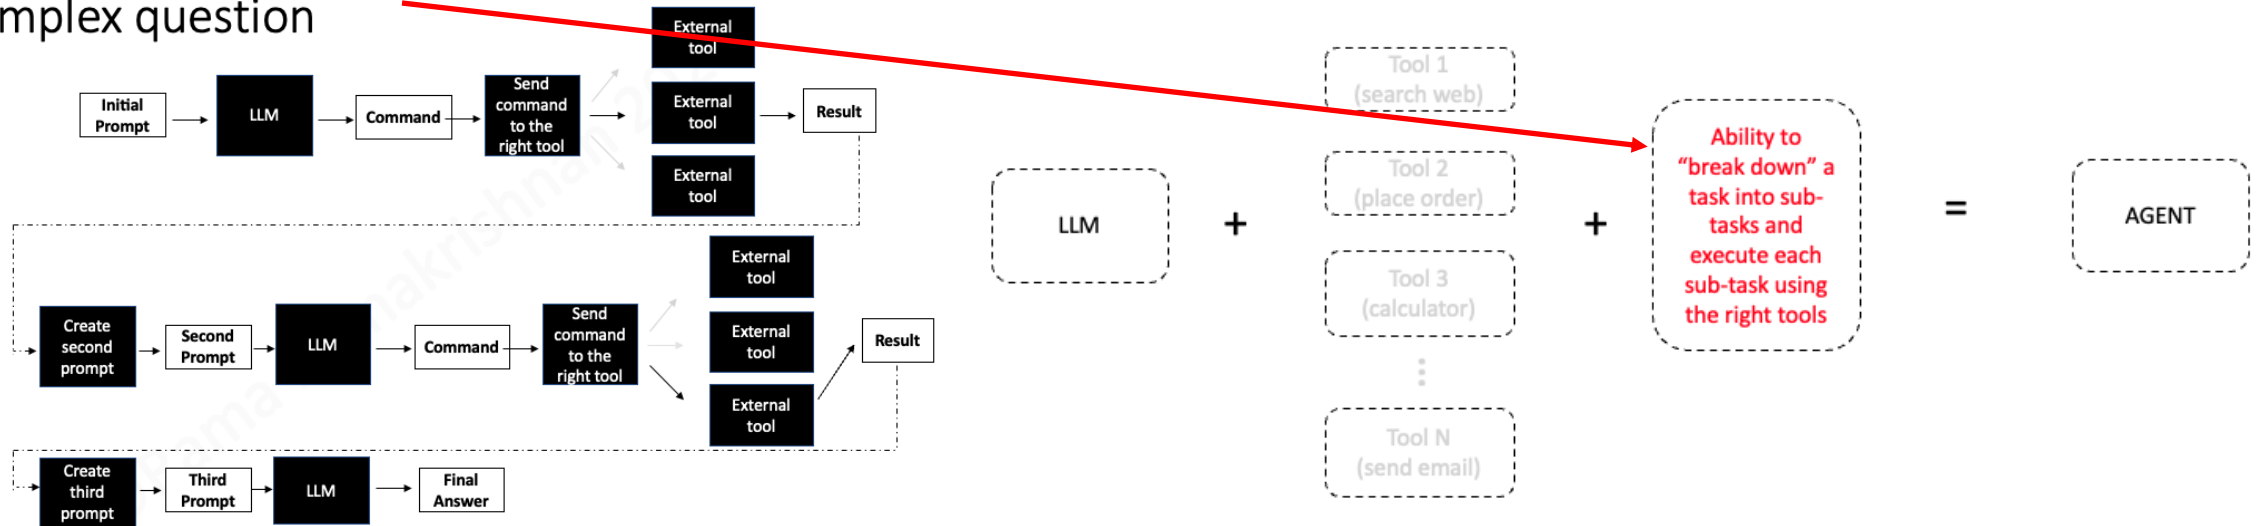 mplex question
External
tool
Initial
Prompt
LLM
Command
Send
command
to the
right tool
External
tool
Result
External
tool
External
tool
Create
second
prompt
Second
Prompt
LLM
Command
Send
command
to the
right tool
External
tool
Result
External
tool
Create
third
prompt
Third
Prompt
LLM
Final
Answer
LLM
+
Tool 1
(search web)
Tool 2
(place order)
Tool 3
(calculator)
⋮
Tool N
(send email)
+
Ability to
“break down” a
task into sub-
tasks and
execute each
sub-task using
the right tools
=
AGENT